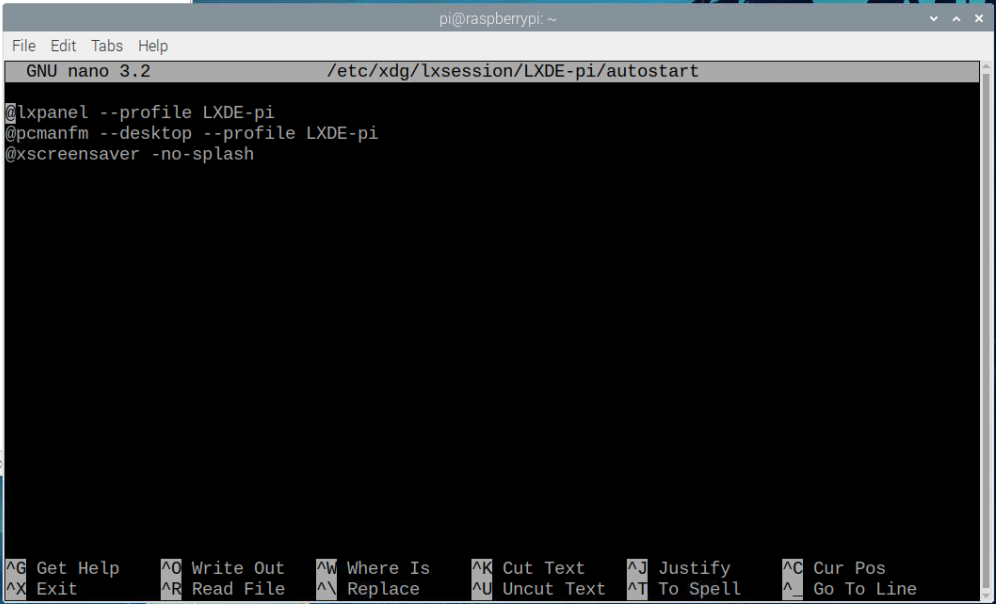 pi@raspberrypi: ~
File Edit Tabs Help
GNU nano 3.2 /etc/xdg/lxsession/LXDE-pi/autostart
@lxpanel --profile LXDE-pi
@pcmanfm --desktop --profile LXDE-pi
@xscreensaver -no-splash
^G Get Help ^O Write Out ^W Where Is ^K Cut Text ^J Justify ^C Cur Pos
^X Exit ^R Read File ^\ Replace ^U Uncut Text ^T To Spell ^_ Go To Line